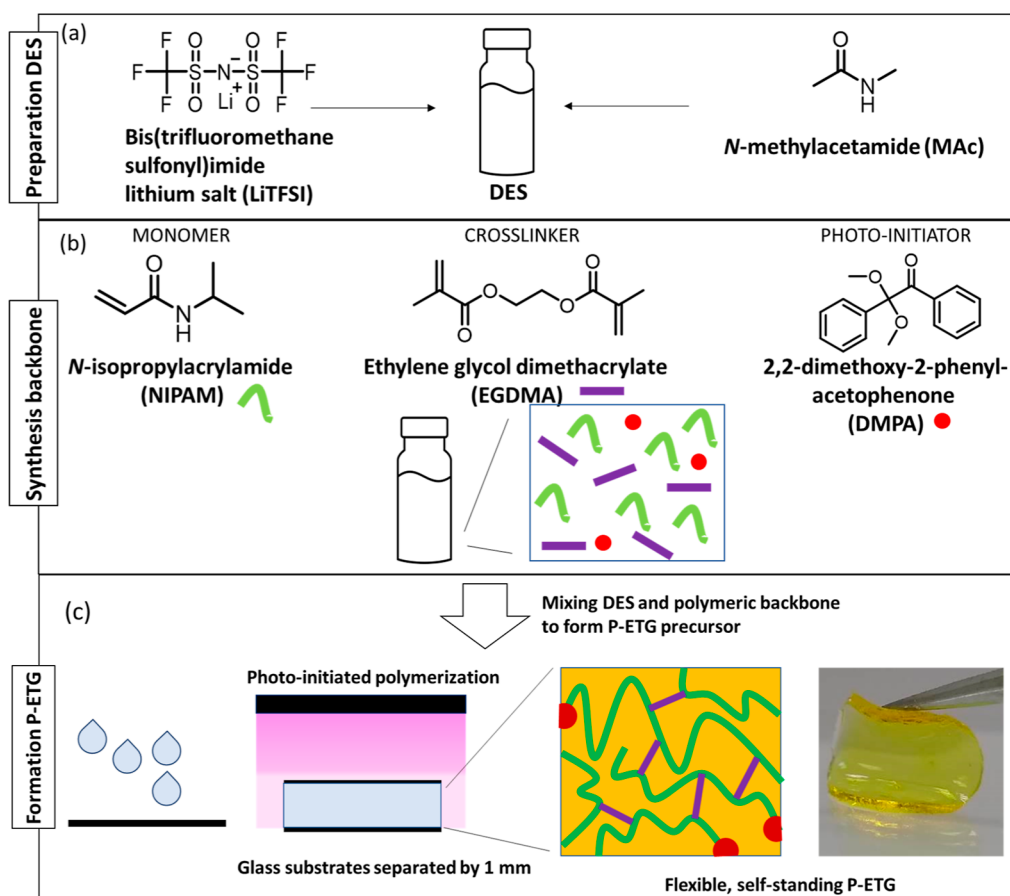 Preparation DES
(a)
F
O
O
F
F
S
N
−
S
F
Li
+
F
O
O
F
Bis(trifluoromethane
sulfonyl)imide
lithium salt (LiTFSI)
DES
O
N
H
N-methylacetamide (MAc)
Synthesis backbone
(b)
MONOMER
O
N
H
N-isopropylacrylamide
(NIPAM)
CROSSLINKER
O
O
O
O
Ethylene glycol dimethacrylate
(EGDMA)
PHOTO-INITIATOR
O
O
O
2,2-dimethoxy-2-phenyl-
acetophenone
(DMPA)
Formation P-ETG
(c)
Mixing DES and polymeric backbone
to form P-ETG precursor
Photo-initiated polymerization
Glass substrates separated by 1 mm
Flexible, self-standing P-ETG